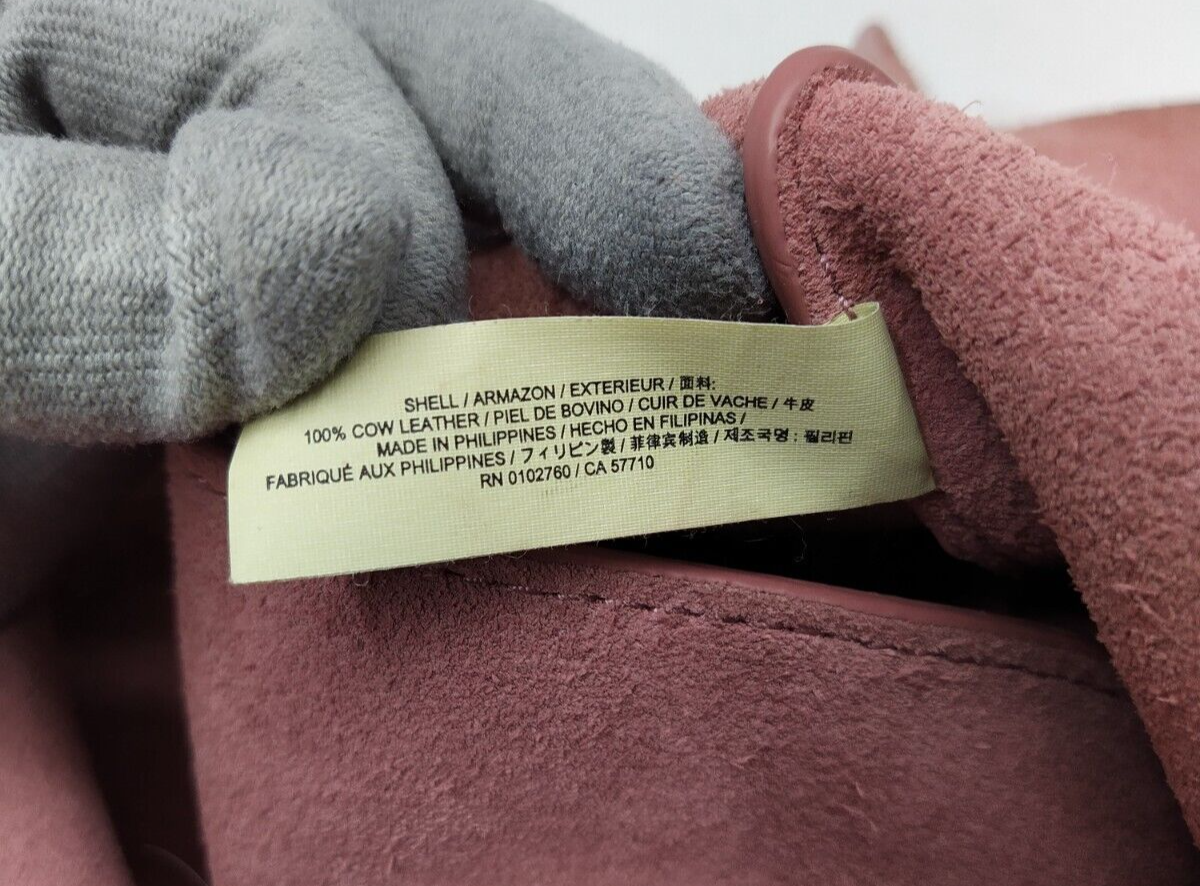 SHELL / ARMAZON / EXTERIEUR / 面料:
100% COW LEATHER / PIEL DE BOVINO / CUIR DE VACHE / 牛皮
MADE IN PHILIPPINES / HECHO EN FILIPINAS /
FABRIQUÉ AUX PHILIPPINES / フィリピン製 / 菲律宾制造 / 제조국명 : 필리핀
RN 0102760 / CA 57710